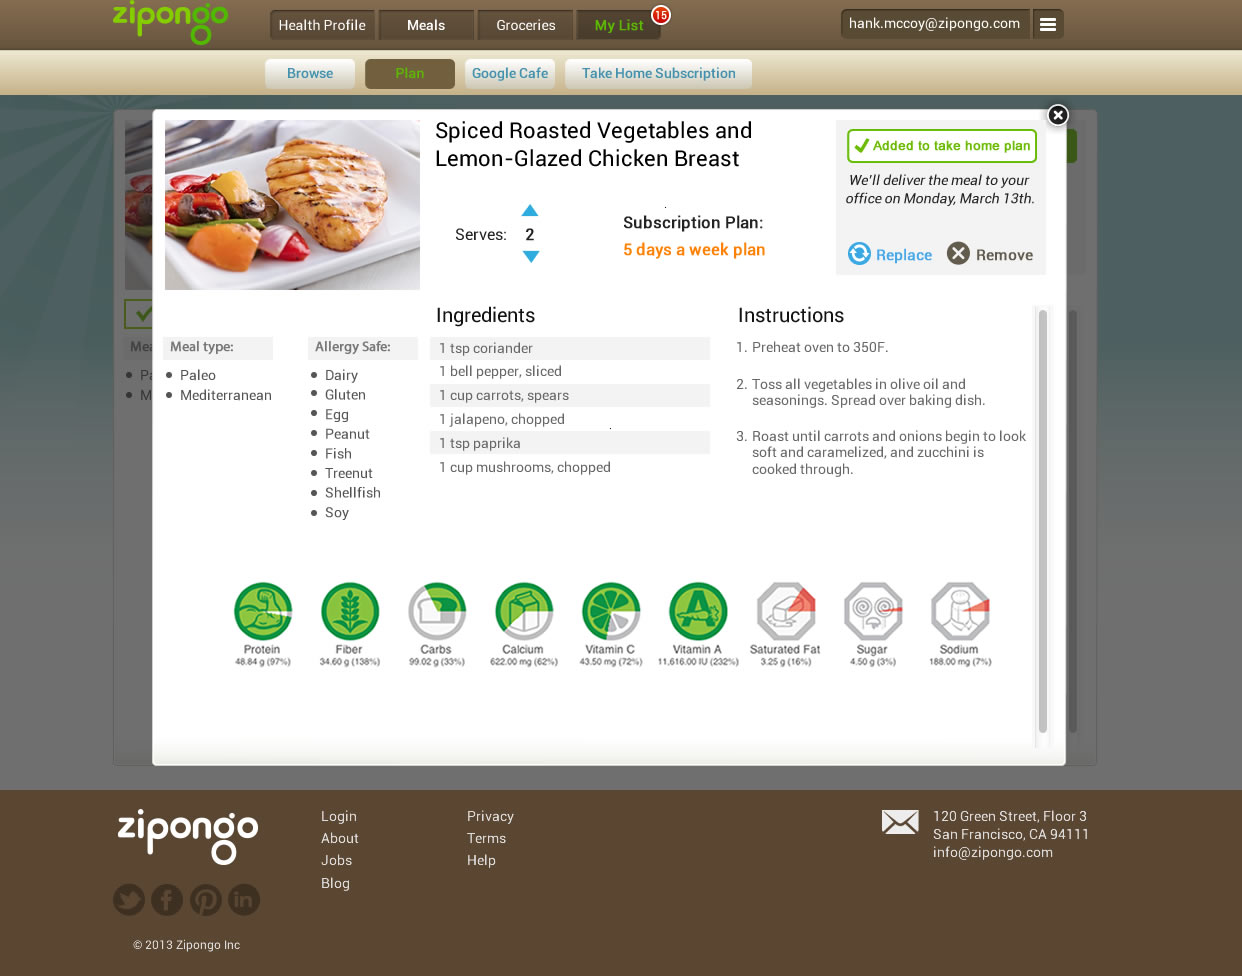 zipongo
Health Profile
Meals
Groceries
My List
15
hank.mccoy@zipongo.com
Browse
Plan
Google Cafe
Take Home Subscription
Spiced Roasted Vegetables and
Lemon-Glazed Chicken Breast
Serves:
2
Subscription Plan:
5 days a week plan
Added to take home plan
We'll deliver the meal to your
office on Monday, March 13th.
Replace
Remove
Meal type:
Paleo
Mediterranean
Allergy Safe:
Dairy
Gluten
Egg
Peanut
Fish
Treenut
Shellfish
Soy
Ingredients
1 tsp coriander
1 bell pepper, sliced
1 cup carrots, spears
1 jalapeno, chopped
1 tsp paprika
1 cup mushrooms, chopped
Instructions
1. Preheat oven to 350F.
2. Toss all vegetables in olive oil and
seasonings. Spread over baking dish.
3. Roast until carrots and onions begin to look
soft and caramelized, and zucchini is
cooked through.
A
Protein
48.84 g (97%)
Fiber
34.60 g (138%)
Carbs
99.02 g (33%)
Calcium
622.00 mg (62%)
Vitamin C
43.50 mg (72%)
Vitamin A
11,616.00 IU (232%)
Saturated Fat
3.25 g (16%)
Sugar
4.50 g (3%)
Sodium
188.00 mg (7%)
zipongo
Login
About
Jobs
Blog
Privacy
Terms
Help
120 Green Street, Floor 3
San Francisco, CA 94111
info@zipongo.com
© 2013 Zipongo Inc